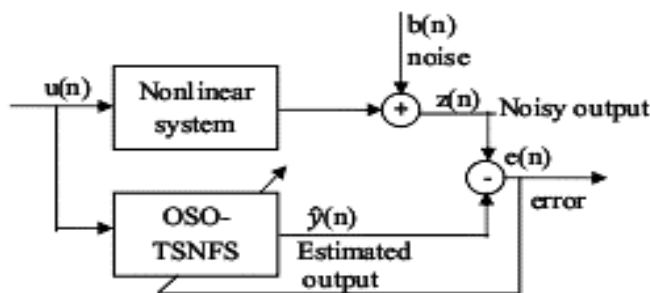 b(n)
noise
u(n)
Nonlinear
system
+
z(n)
Noisy output
e(n)
-
error
OSO-
TSNFS
ŷ(n)
Estimated
output